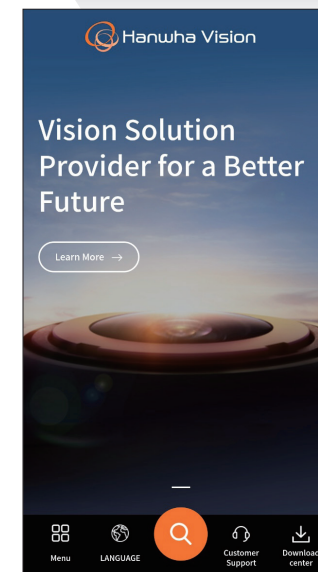 Hanwha Vision
Vision Solution
Provider for a Better
Future
Learn More →
Menu
LANGUAGE
Customer
Support
Download
center